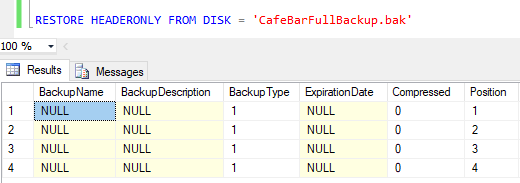 RESTORE HEADERONLY FROM DISK = 'CafeBarFullBackup.bak'
100 %
Results Messages
BackupName BackupDescription BackupType ExpirationDate Compressed Position
1 NULL NULL 1 NULL 0 1
2 NULL NULL 1 NULL 0 2
3 NULL NULL 1 NULL 0 3
4 NULL NULL 1 NULL 0 4